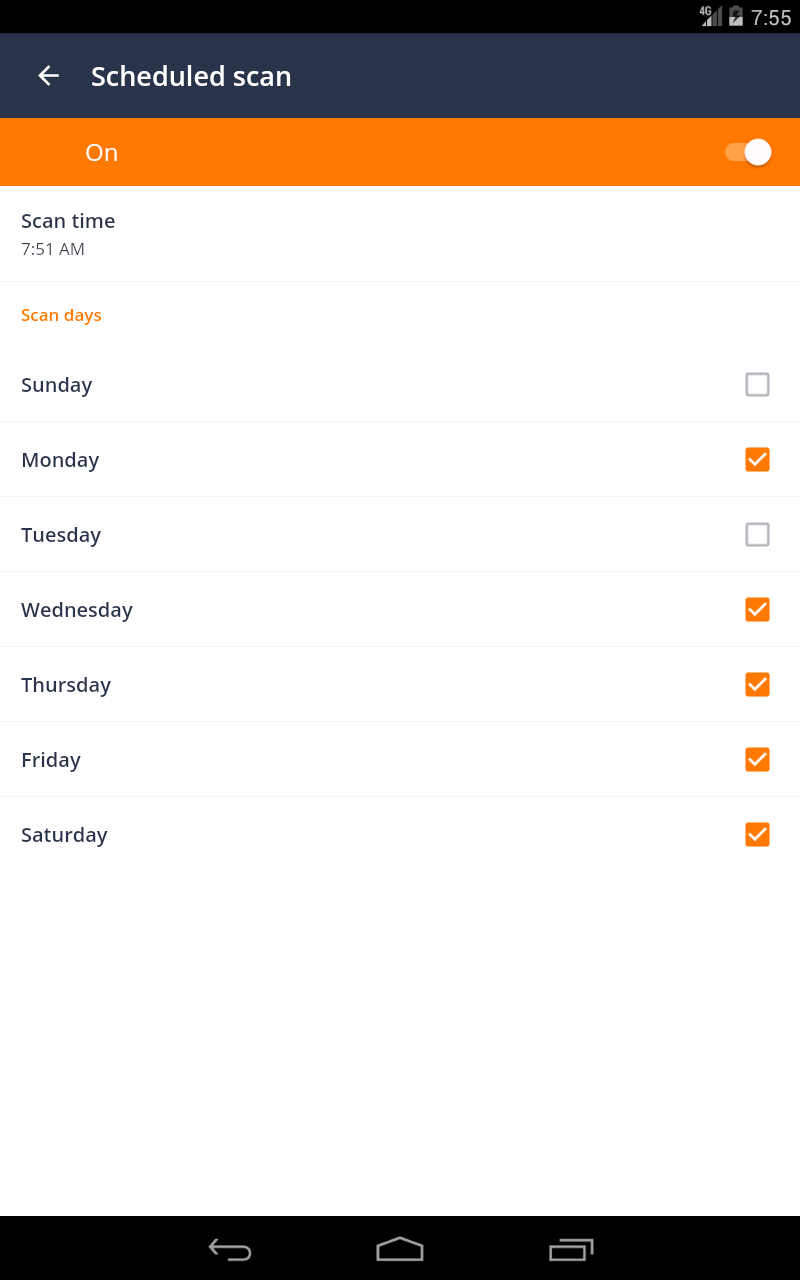 4G 7:55
Scheduled scan
On
Scan time
7:51 AM
Scan days
Sunday
Monday
Tuesday
Wednesday
Thursday
Friday
Saturday